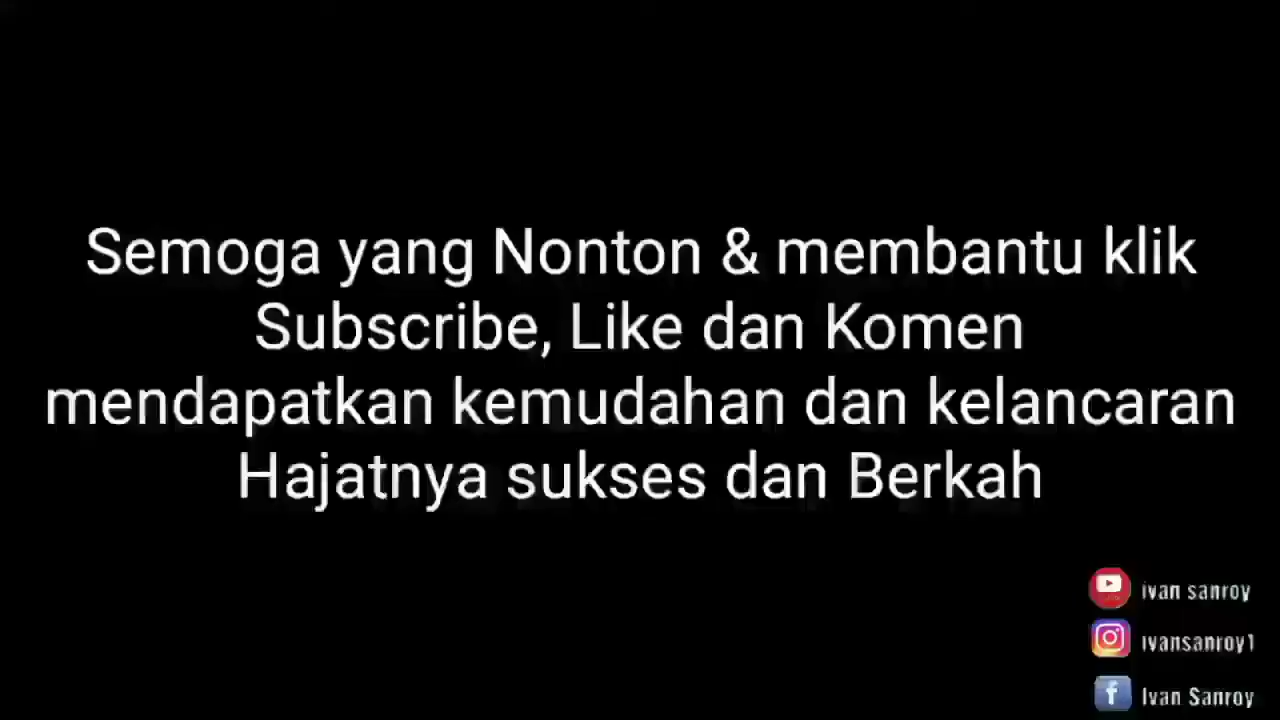 Semoga yang Nonton & membantu klik
Subscribe, Like dan Komen
mendapatkan kemudahan dan kelancaran
Hajatnya sukses dan Berkah
ivan sanroy
ivansanroy1
Ivan Sanroy